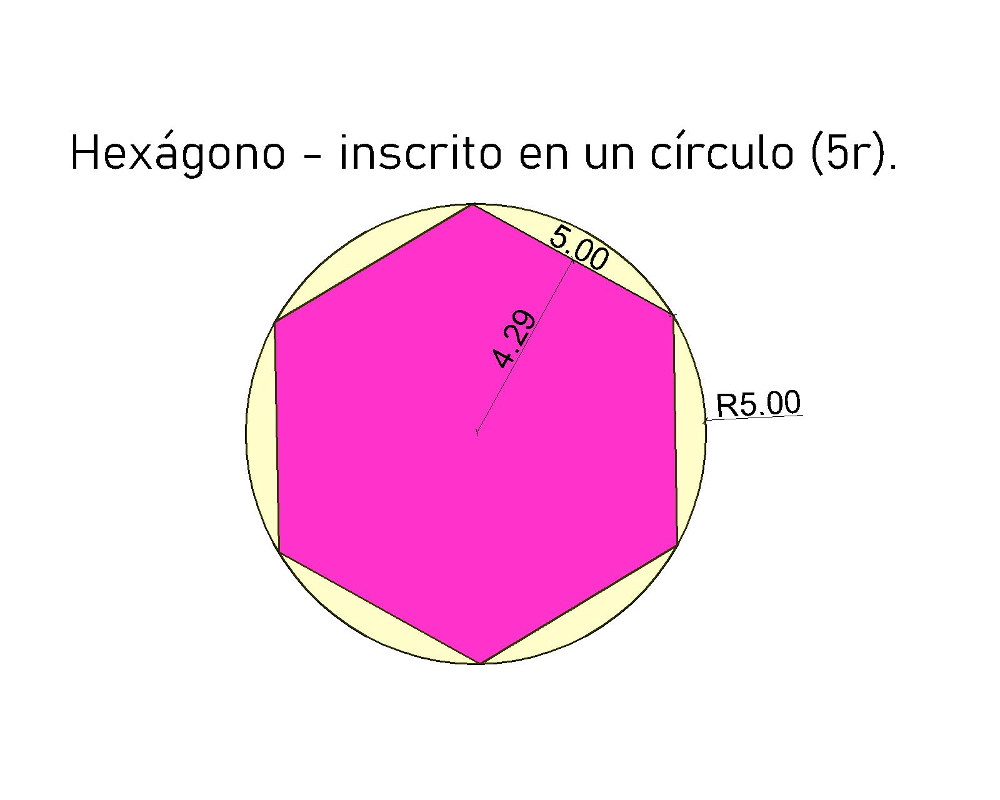 Hexágono - inscrito en un círculo (5r).
5.00
4.29
R5.00